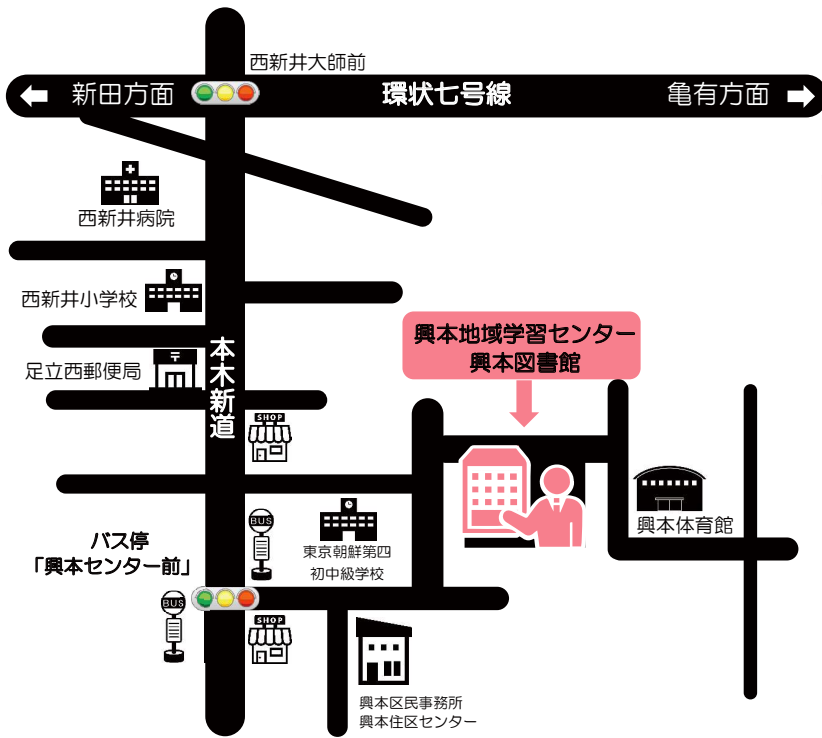 西新井大師前
新田方面
環状七号線
亀有方面
西新井病院
西新井小学校
足立西郵便局
本木新道
SHOP
興本地域学習センター
興本図書館
興本体育館
バス停
「興本センター前」
BUS
東京朝鮮第四
初中級学校
BUS
SHOP
興本区民事務所
興本住区センター